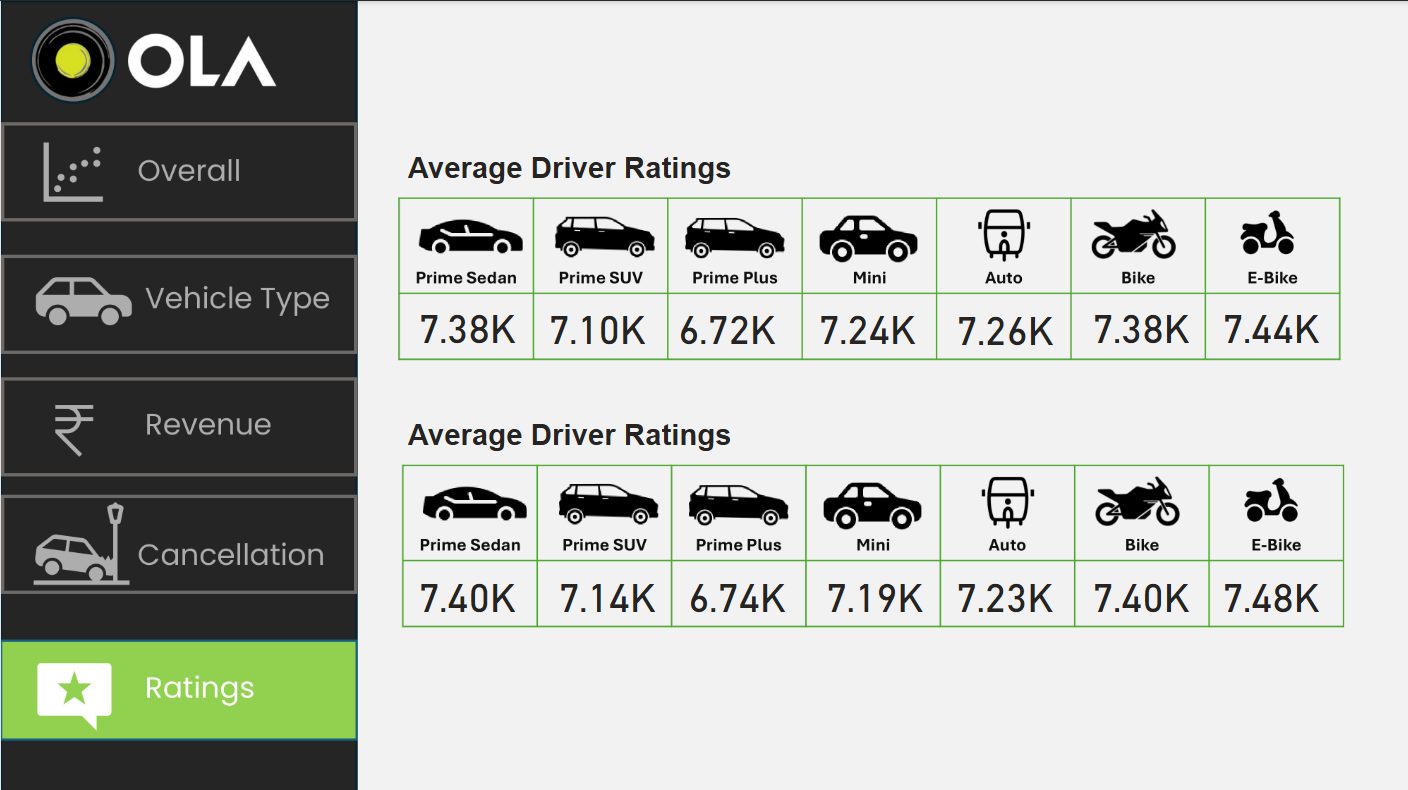 OLA
Overall
Vehicle Type
Revenue
Cancellation
Ratings
Average Driver Ratings
Prime Sedan Prime SUV Prime Plus Mini Auto Bike E-Bike
7.38K 7.10K 6.72K 7.24K 7.26K 7.38K 7.44K
Average Driver Ratings
Prime Sedan Prime SUV Prime Plus Mini Auto Bike E-Bike
7.40K 7.14K 6.74K 7.19K 7.23K 7.40K 7.48K